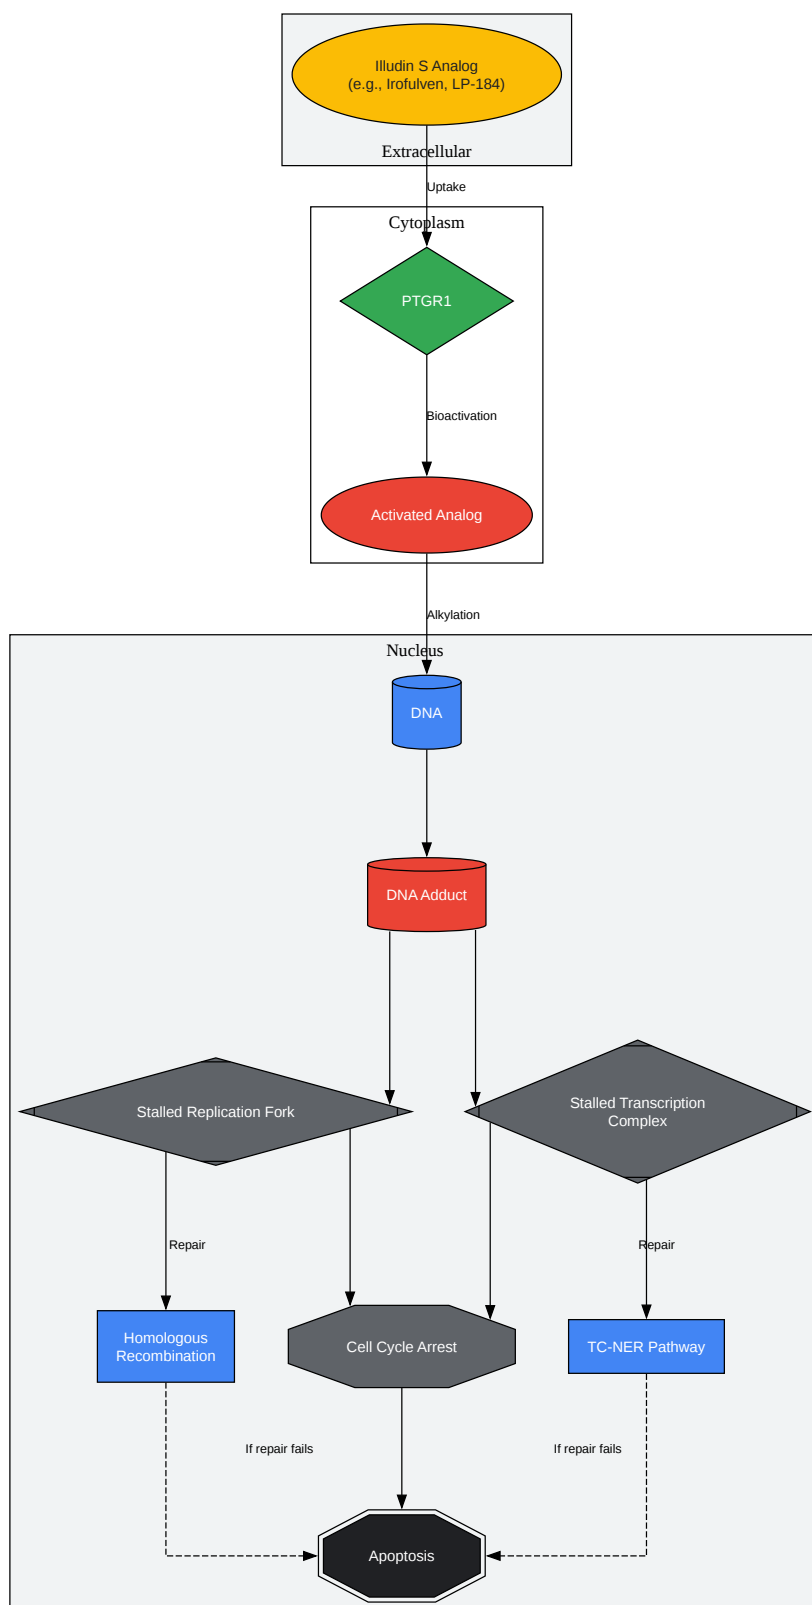 Illudin S Analog
(e.g., Irofulven, LP-184)
Extracellular
Uptake
Cytoplasm
PTGR1
Bioactivation
Activated Analog
Alkylation
Nucleus
DNA
DNA Adduct
Stalled Replication Fork
Stalled Transcription
Complex
Repair
Repair
Homologous
Recombination
Cell Cycle Arrest
TC-NER Pathway
If repair fails
If repair fails
Apoptosis